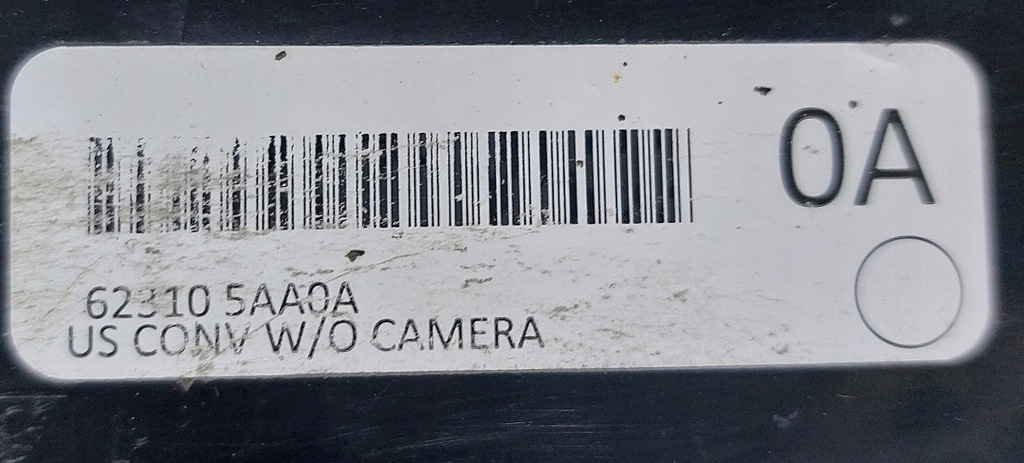 0A
62310 5AA0A
US CONV W/O CAMERA